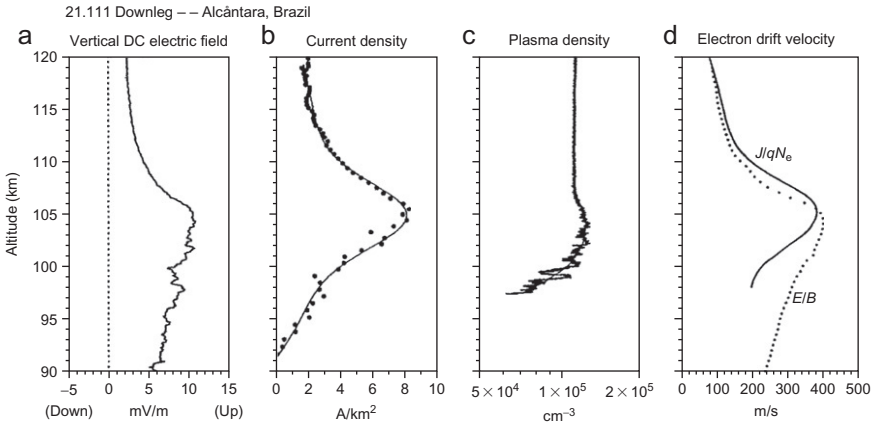 21.111 Downleg – – Alcântara, Brazil
a Vertical DC electric field
b Current density
c Plasma density
d Electron drift velocity
Altitude (km)
120
115
110
105
100
95
90
−5 0 5 10 15
(Down) mV/m (Up)
0 2 4 6 8 10
A/km²
5 × 10⁴ 1 × 10⁵ 2 × 10⁵
cm⁻³
J/qNₑ
E/B
0 100 200 300 400 500
m/s